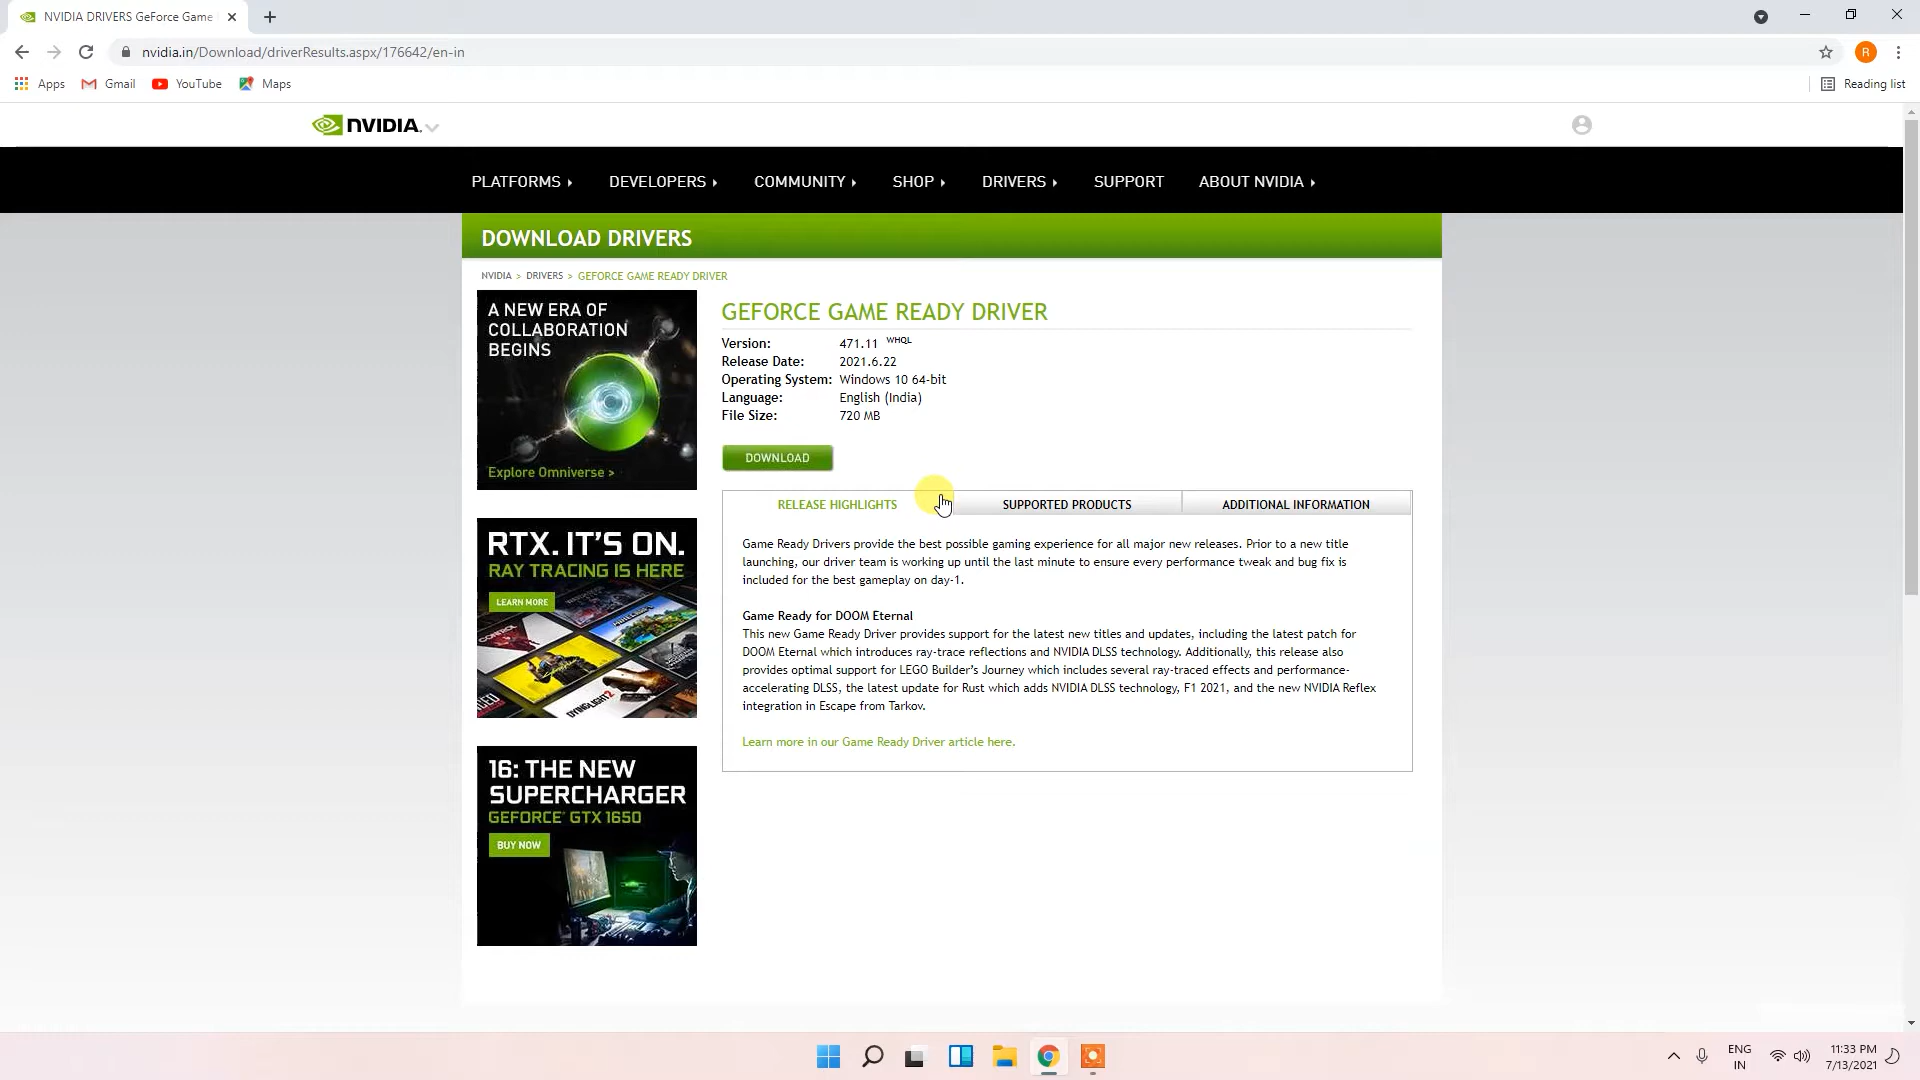 NVIDIA DRIVERS GeForce Game
nvidia.in/Download/driverResults.aspx/176642/en-in
R
Apps
Gmail
YouTube
Maps
Reading list
NVIDIA.
PLATFORMS
DEVELOPERS
COMMUNITY
SHOP
DRIVERS
SUPPORT
ABOUT NVIDIA
DOWNLOAD DRIVERS
NVIDIA > DRIVERS > GEFORCE GAME READY DRIVER
A NEW ERA OF
COLLABORATION
BEGINS
Explore Omniverse >
RTX. IT'S ON.
RAY TRACING IS HERE
LEARN MORE
CONTROL
MINECRAFT
DYING LIGHT 2
16: THE NEW
SUPERCHARGER
GEFORCE® GTX 1650
BUY NOW
GEFORCE GAME READY DRIVER
Version: 471.11 WHQL
Release Date: 2021.6.22
Operating System: Windows 10 64-bit
Language: English (India)
File Size: 720 MB
DOWNLOAD
RELEASE HIGHLIGHTS
SUPPORTED PRODUCTS
ADDITIONAL INFORMATION
Game Ready Drivers provide the best possible gaming experience for all major new releases. Prior to a new title
launching, our driver team is working up until the last minute to ensure every performance tweak and bug fix is
included for the best gameplay on day-1.
Game Ready for DOOM Eternal
This new Game Ready Driver provides support for the latest new titles and updates, including the latest patch for
DOOM Eternal which introduces ray-trace reflections and NVIDIA DLSS technology. Additionally, this release also
provides optimal support for LEGO Builder's Journey which includes several ray-traced effects and performance-
accelerating DLSS, the latest update for Rust which adds NVIDIA DLSS technology, F1 2021, and the new NVIDIA Reflex
integration in Escape from Tarkov.
Learn more in our Game Ready Driver article here.
ENG
IN
11:33 PM
7/13/2021